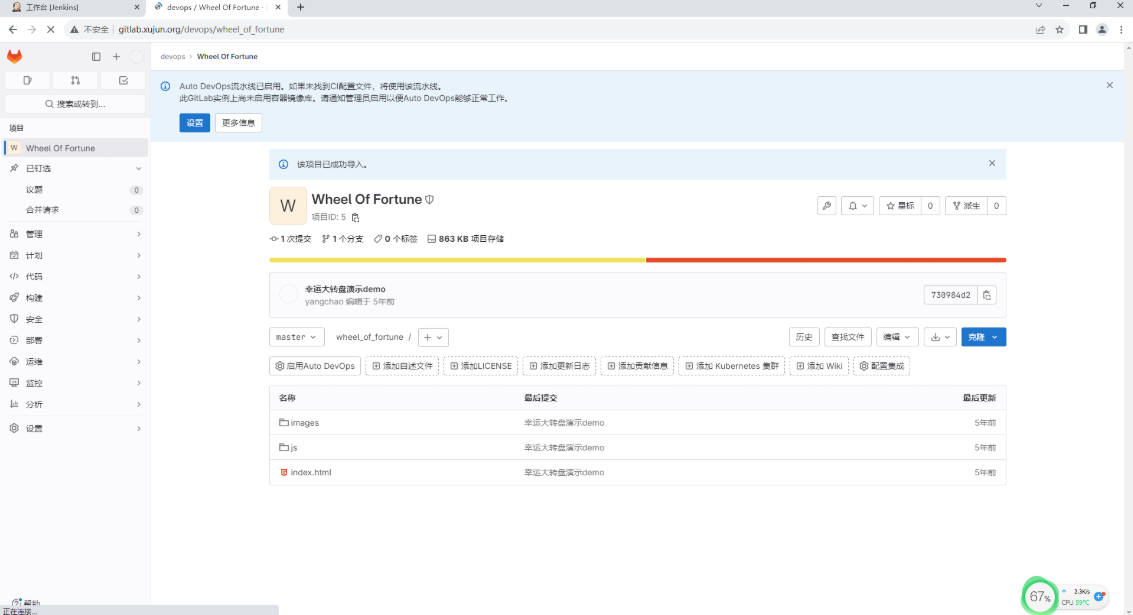 工作台 [Jenkins]
devops / Wheel Of Fortune ·
不安全
gitlab.xujun.org/devops/wheel_of_fortune
搜索或转到...
项目
W Wheel Of Fortune
已钉选
议题 0
合并请求 0
管理
计划
代码
构建
安全
部署
运维
监控
分析
设置
帮助
正在连接...
devops › Wheel Of Fortune
Auto DevOps流水线已启用。如果未找到CI配置文件，将使用该流水线。
此GitLab实例上尚未启用容器镜像库。请通知管理员启用以便Auto DevOps能够正常工作。
设置 更多信息
该项目已成功导入。
W
Wheel Of Fortune
项目ID: 5
星标 0 派生 0
1 次提交 1 个分支 0 个标签 863 KB 项目存储
幸运大转盘演示demo
yangchao 编辑于 5年前
730984d2
master wheel_of_fortune / +
历史 查找文件 编辑 克隆
启用Auto DevOps 添加自述文件 添加LICENSE 添加更新日志 添加贡献信息 添加 Kubernetes 集群 添加 Wiki 配置集成
名称 最后提交 最后更新
images 幸运大转盘演示demo 5年前
js 幸运大转盘演示demo 5年前
index.html 幸运大转盘演示demo 5年前
67%
2.3K/s
CPU 59℃